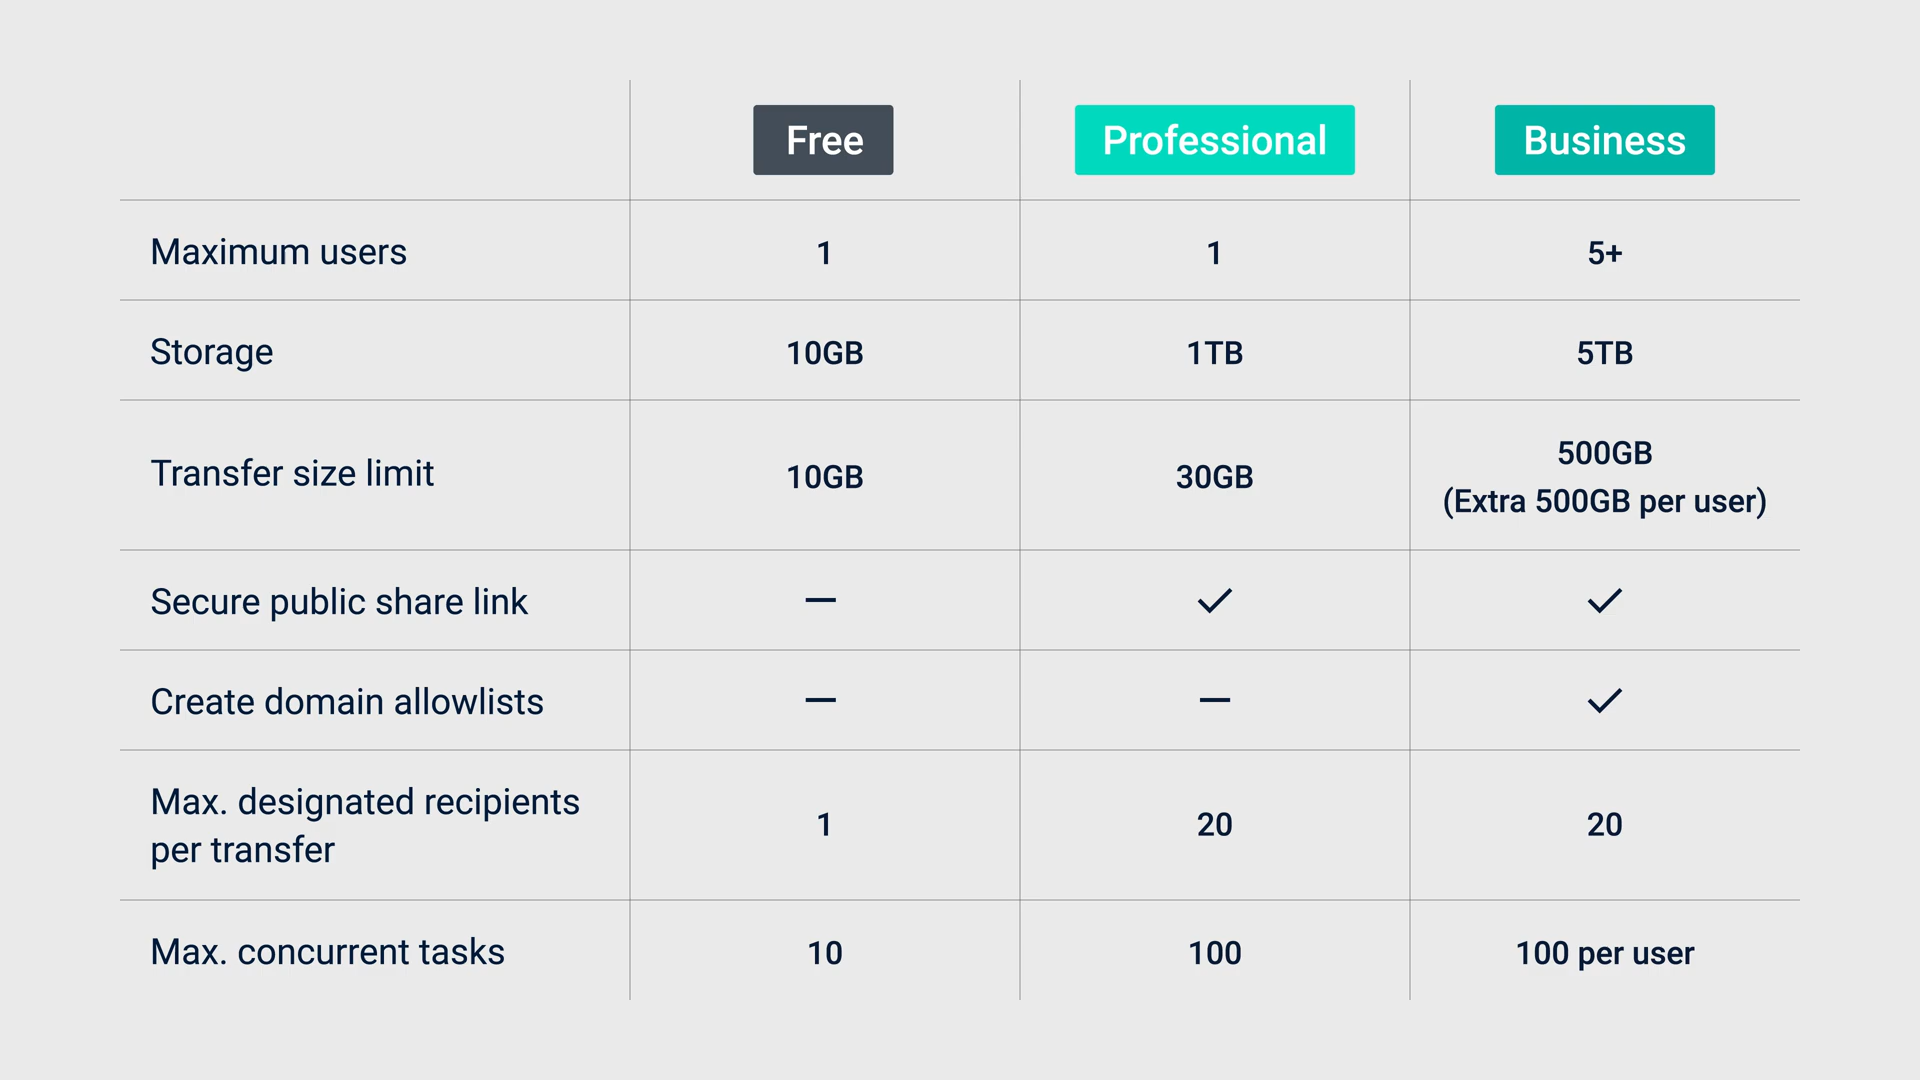 Free Professional Business
Maximum users 1 1 5+
Storage 10GB 1TB 5TB
Transfer size limit 10GB 30GB 500GB
(Extra 500GB per user)
Secure public share link — ✓ ✓
Create domain allowlists — — ✓
Max. designated recipients
per transfer 1 20 20
Max. concurrent tasks 10 100 100 per user